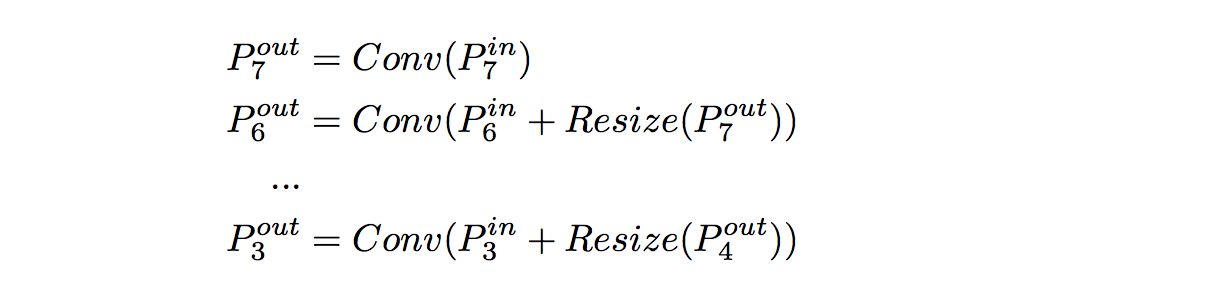 P_7^{out} = Conv(P_7^{in})
P_6^{out} = Conv(P_6^{in} + Resize(P_7^{out}))
...
P_3^{out} = Conv(P_3^{in} + Resize(P_4^{out}))